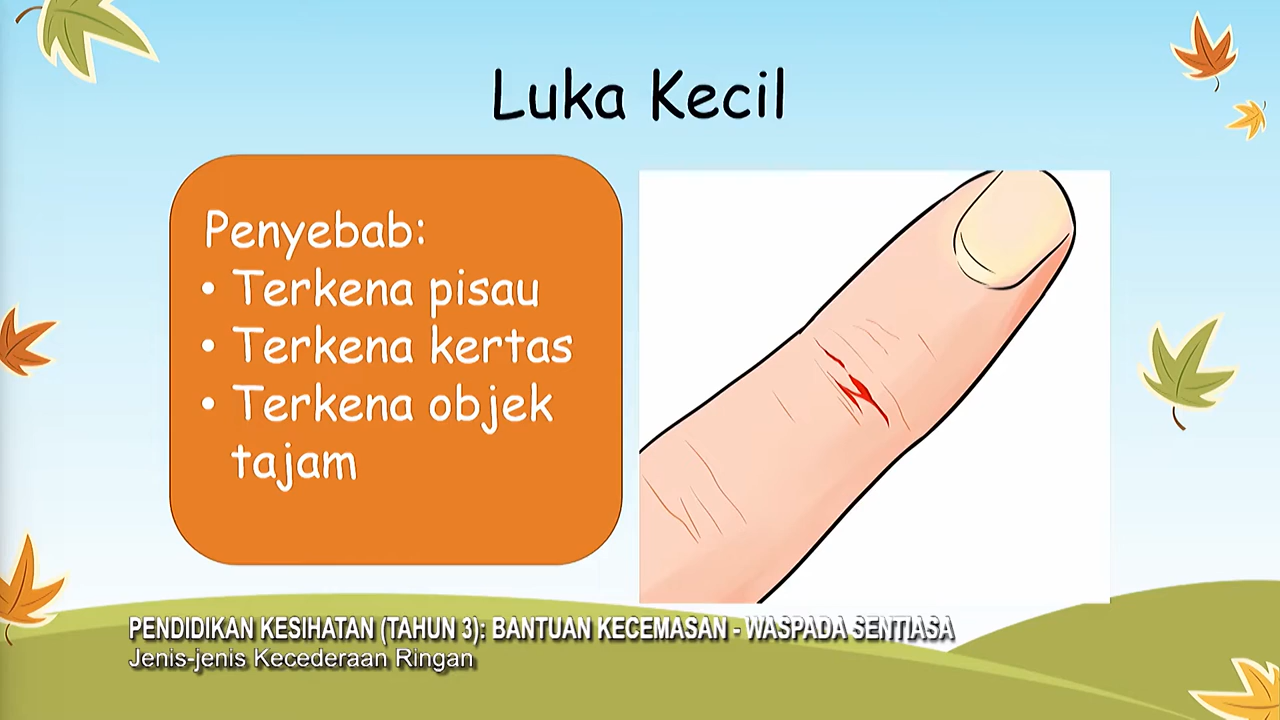 Luka Kecil
Penyebab:
• Terkena pisau
• Terkena kertas
• Terkena objek
tajam
PENDIDIKAN KESIHATAN (TAHUN 3): BANTUAN KECEMASAN - WASPADA SENTIASA
Jenis-jenis Kecederaan Ringan